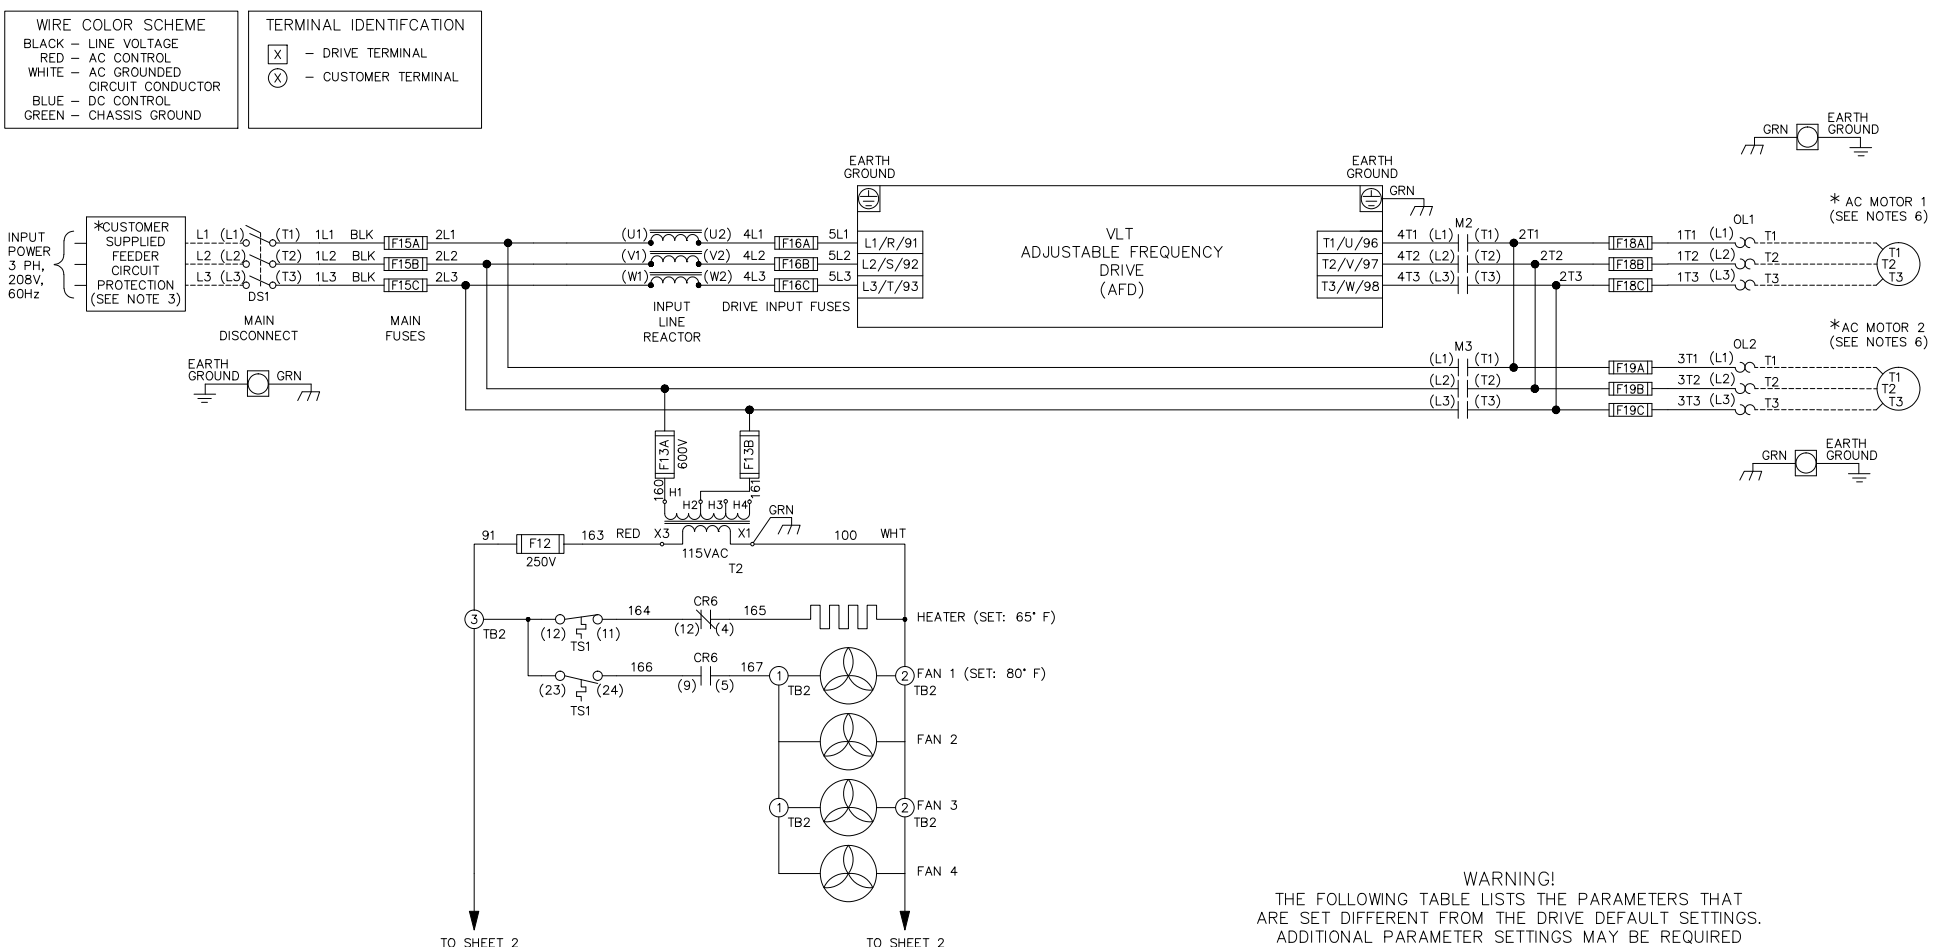 WIRE COLOR SCHEME
BLACK – LINE VOLTAGE
RED – AC CONTROL
WHITE – AC GROUNDED
CIRCUIT CONDUCTOR
BLUE – DC CONTROL
GREEN – CHASSIS GROUND
TERMINAL IDENTIFCATION
X – DRIVE TERMINAL
X – CUSTOMER TERMINAL
GRN
EARTH
GROUND
INPUT
POWER
3 PH,
208V,
60Hz
*CUSTOMER
SUPPLIED
FEEDER
CIRCUIT
PROTECTION
(SEE NOTE 3)
L1 (L1) (T1) 1L1 BLK F15A 2L1
L2 (L2) (T2) 1L2 BLK F15B 2L2
L3 (L3) (T3) 1L3 BLK F15C 2L3
DS1
MAIN
DISCONNECT
MAIN
FUSES
(U1) (U2) 4L1 F16A 5L1
(V1) (V2) 4L2 F16B 5L2
(W1) (W2) 4L3 F16C 5L3
INPUT
LINE
REACTOR
DRIVE INPUT FUSES
EARTH
GROUND
L1/R/91
L2/S/92
L3/T/93
VLT
ADJUSTABLE FREQUENCY
DRIVE
(AFD)
EARTH
GROUND
GRN
T1/U/96
T2/V/97
T3/W/98
M2
4T1 (L1) (T1) 2T1 F18A 1T1 (L1) T1
4T2 (L2) (T2) 2T2 F18B 1T2 (L2) T2
4T3 (L3) (T3) 2T3 F18C 1T3 (L3) T3
OL1
* AC MOTOR 1
(SEE NOTES 6)
T1
T2
T3
EARTH
GROUND
GRN
M3
(L1) (T1) F19A 3T1 (L1) T1
(L2) (T2) F19B 3T2 (L2) T2
(L3) (T3) F19C 3T3 (L3) T3
OL2
*AC MOTOR 2
(SEE NOTES 6)
T1
T2
T3
GRN
EARTH
GROUND
F13A
600V
F13B
160
161
H1
H2 H3 H4
GRN
91 F12 163 RED X3 X1 100 WHT
250V
115VAC
T2
3
TB2
(12) (11) 164 CR6 165 HEATER (SET: 65° F)
TS1
(12) (4)
CR6
(23) (24) 166 (9) (5) 167 1 2 FAN 1 (SET: 80° F)
TS1
TB2 TB2
FAN 2
1 2 FAN 3
TB2 TB2
FAN 4
TO SHEET 2
TO SHEET 2
WARNING!
THE FOLLOWING TABLE LISTS THE PARAMETERS THAT
ARE SET DIFFERENT FROM THE DRIVE DEFAULT SETTINGS.
ADDITIONAL PARAMETER SETTINGS MAY BE REQUIRED